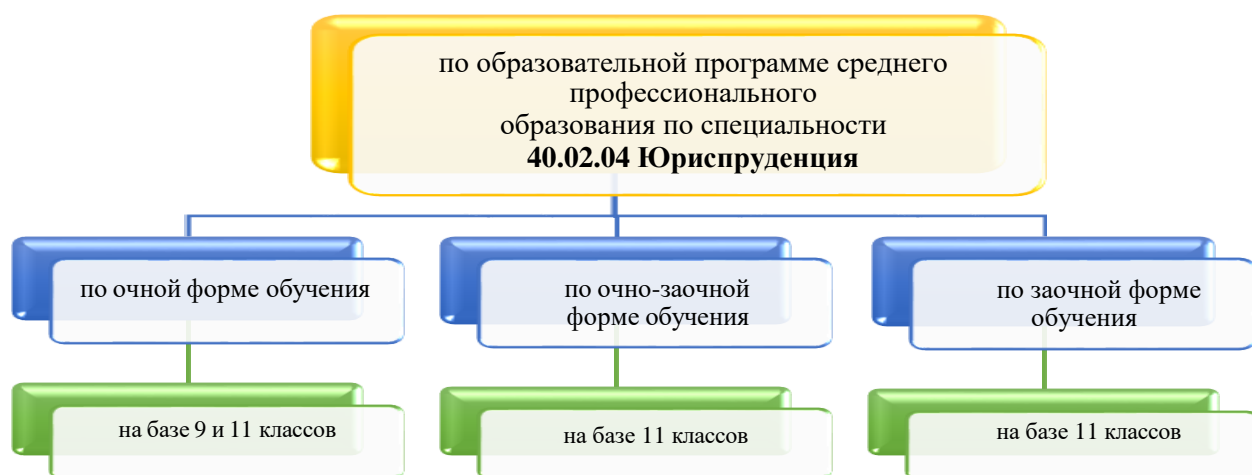 по образовательной программе среднего
профессионального
образования по специальности
40.02.04 Юриспруденция
по очной форме обучения
по очно-заочной
форме обучения
по заочной форме
обучения
на базе 9 и 11 классов
на базе 11 классов
на базе 11 классов